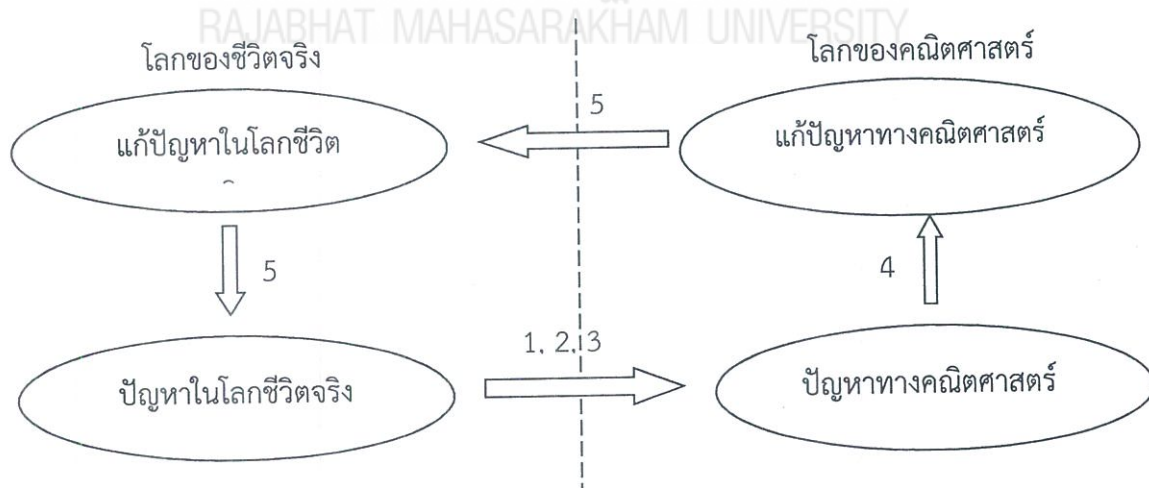 RAJABHAT MAHASARAKHAM UNIVERSITY
โลกของชีวิตจริง
โลกของคณิตศาสตร์
แก้ปัญหาในโลกชีวิต
5
แก้ปัญหาทางคณิตศาสตร์
5
4
1, 2, 3
ปัญหาในโลกชีวิตจริง
ปัญหาทางคณิตศาสตร์